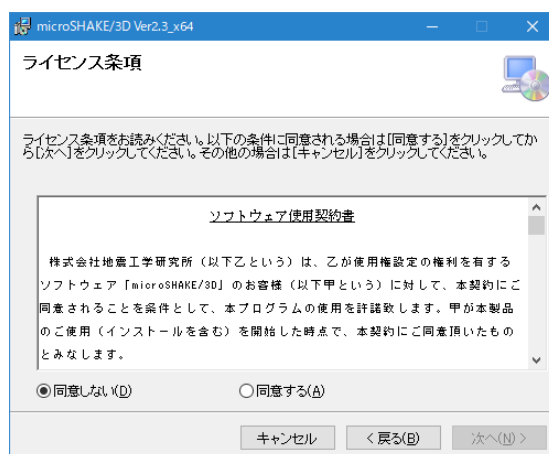 microSHAKE/3D Ver2.3_x64
ライセンス条項
ライセンス条項をお読みください。以下の条件に同意される場合は[同意する]をクリックしてか
ら[次へ]をクリックしてください。その他の場合は[キャンセル]をクリックしてください。
ソフトウェア使用契約書
株式会社地震工学研究所（以下乙という）は、乙が使用権設定の権利を有する
ソフトウェア「microSHAKE/3D」のお客様（以下甲という）に対して、本契約にご
同意されることを条件として、本プログラムの使用を許諾致します。甲が本製品
のご使用（インストールを含む）を開始した時点で、本契約にご同意頂いたもの
とみなします。
同意しない(D)
同意する(A)
キャンセル
< 戻る(B)
次へ(N) >